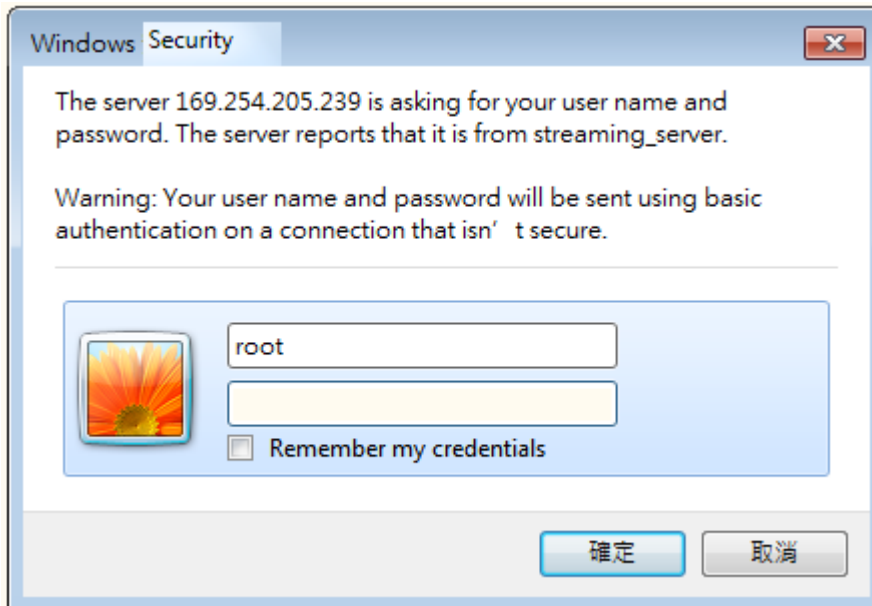 Windows Security
The server 169.254.205.239 is asking for your user name and
password. The server reports that it is from streaming_server.
Warning: Your user name and password will be sent using basic
authentication on a connection that isn’ t secure.
root
Remember my credentials
確定 取消